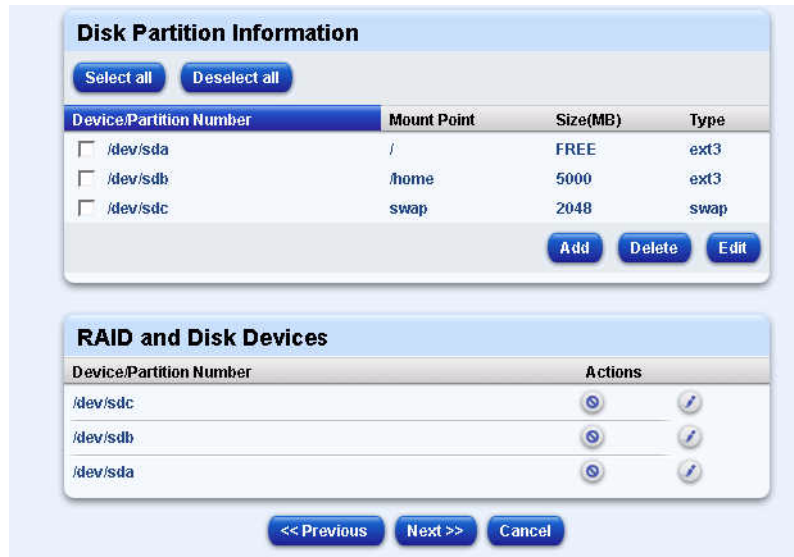 Disk Partition Information
Select all Deselect all
Device/Partition Number Mount Point Size(MB) Type
/dev/sda / FREE ext3
/dev/sdb /home 5000 ext3
/dev/sdc swap 2048 swap
Add Delete Edit
RAID and Disk Devices
Device/Partition Number Actions
/dev/sdc
/dev/sdb
/dev/sda
<< Previous Next >> Cancel